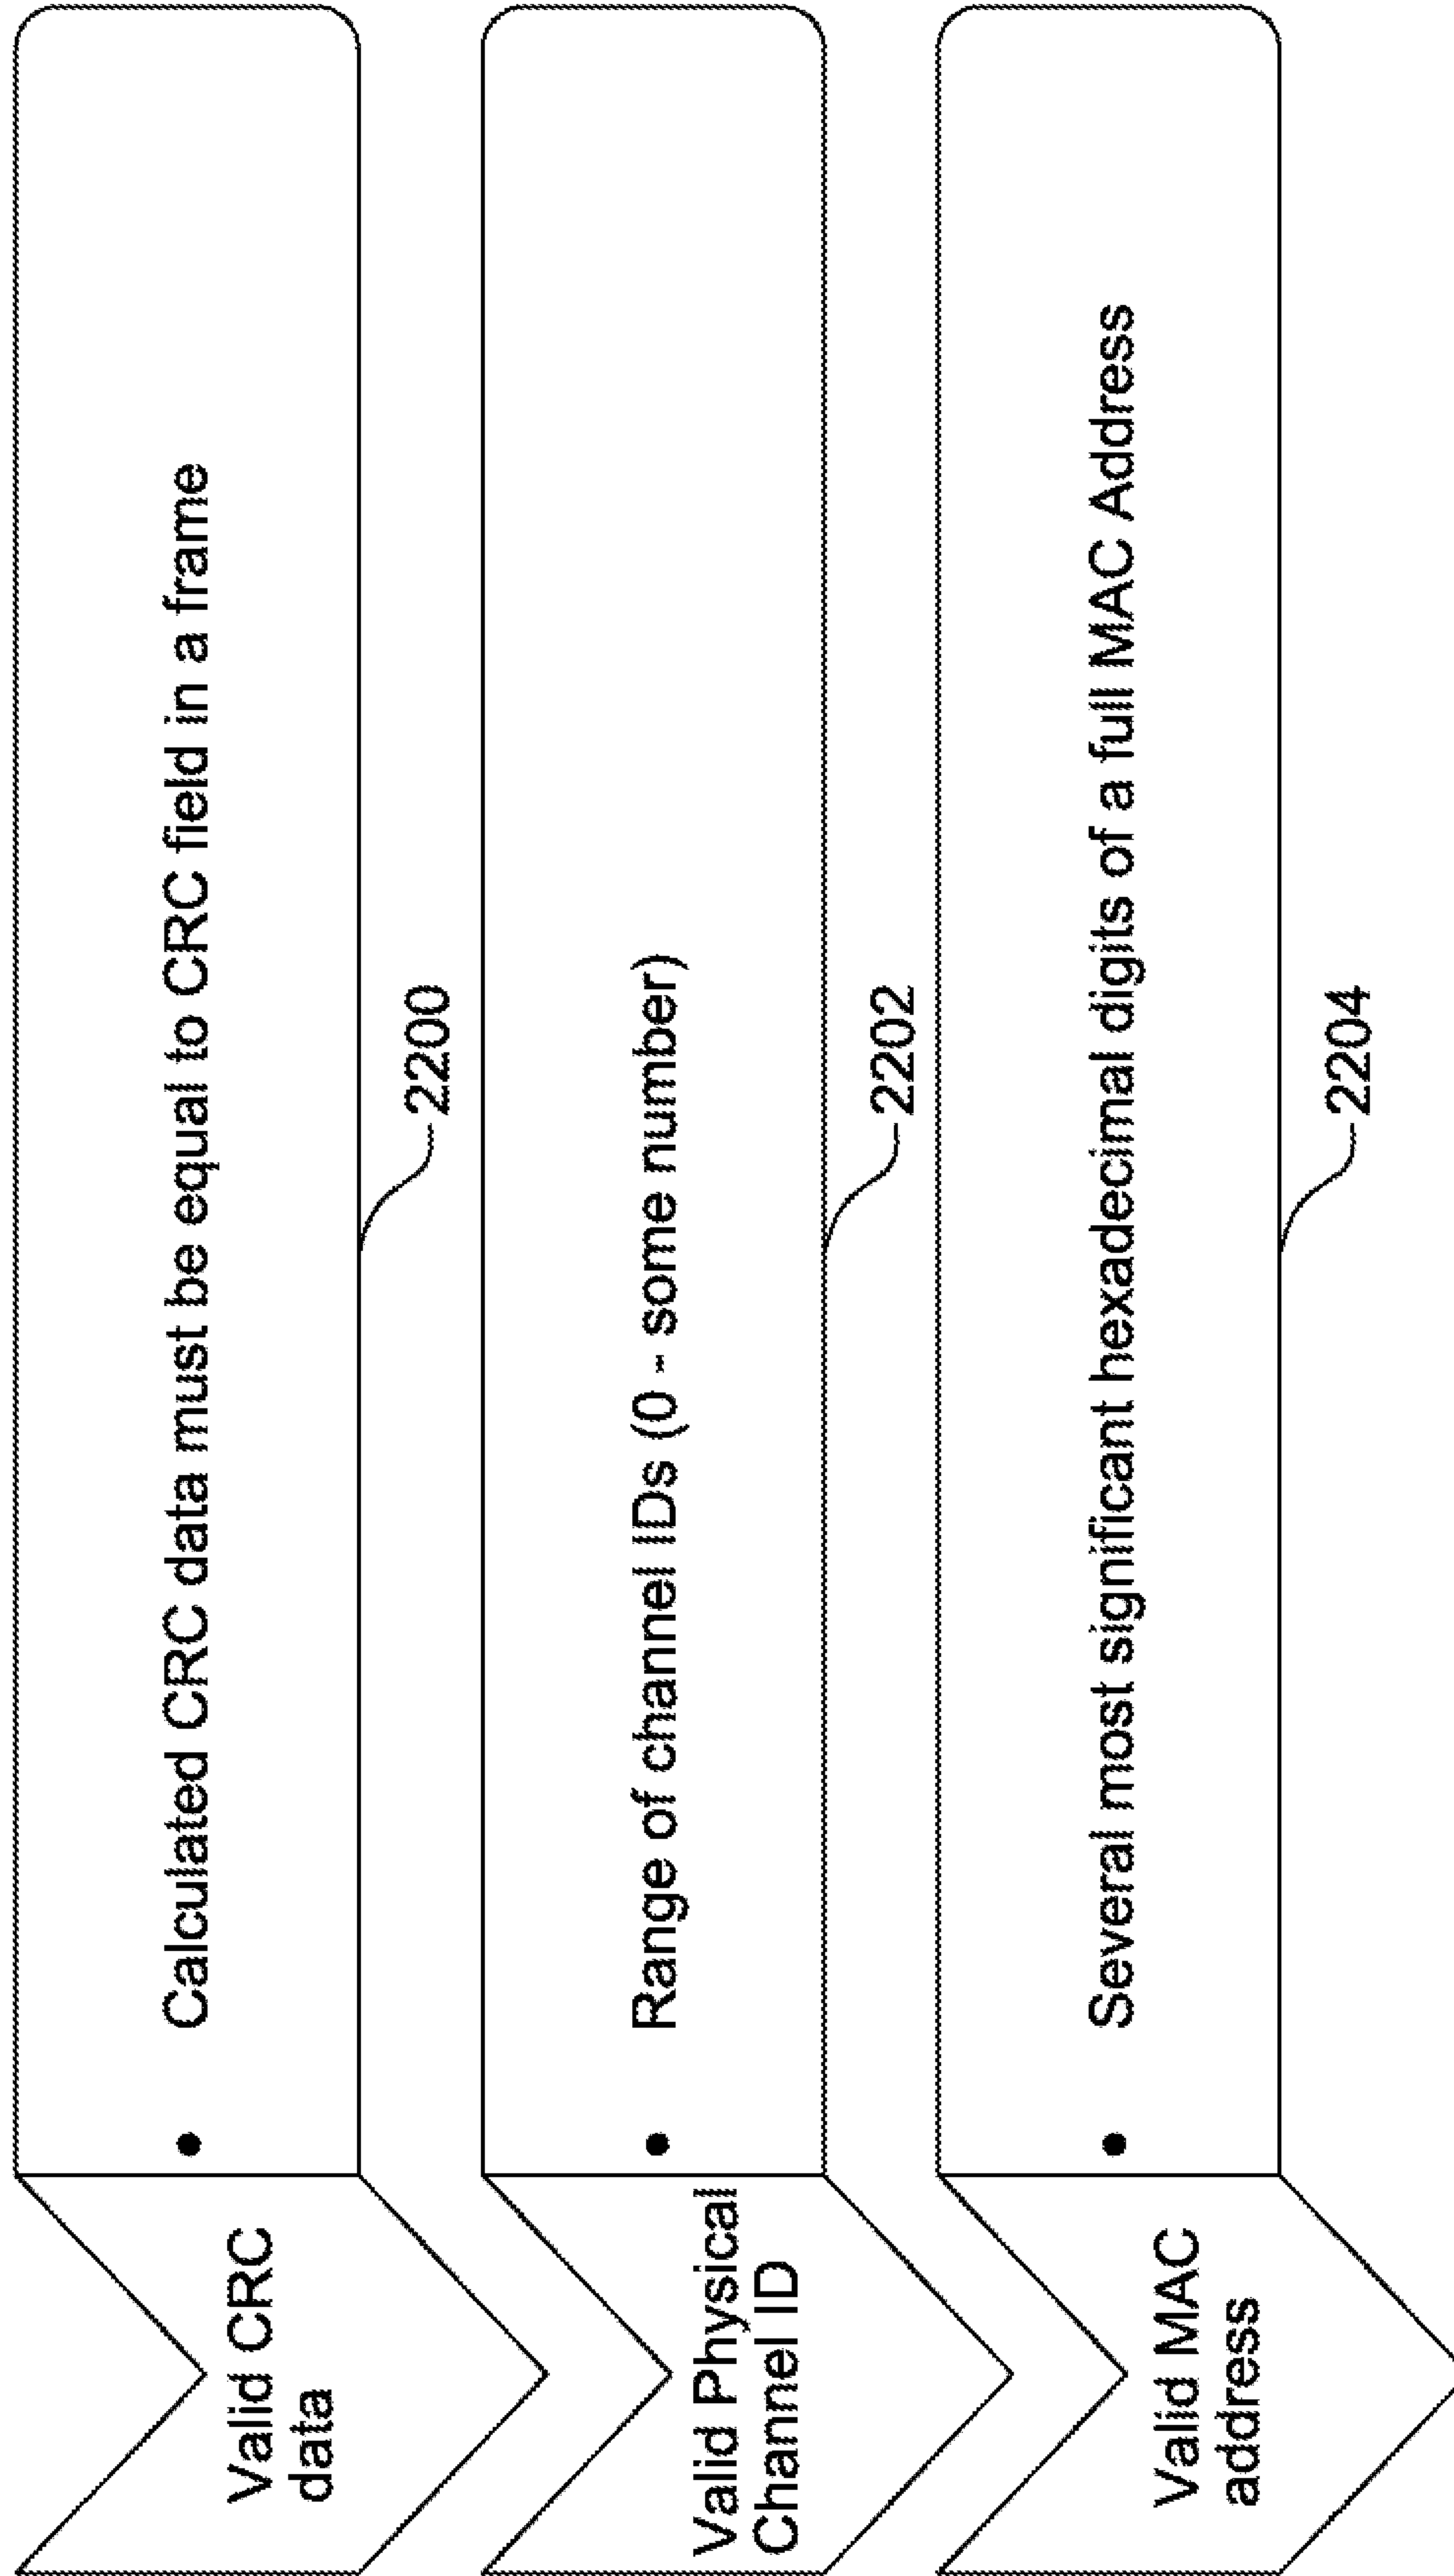 Valid CRC
data
• Calculated CRC data must be equal to CRC field in a frame
2200
Valid Physical
Channel ID
• Range of channel IDs (0 - some number)
2202
Valid MAC
address
• Several most significant hexadecimal digits of a full MAC Address
2204